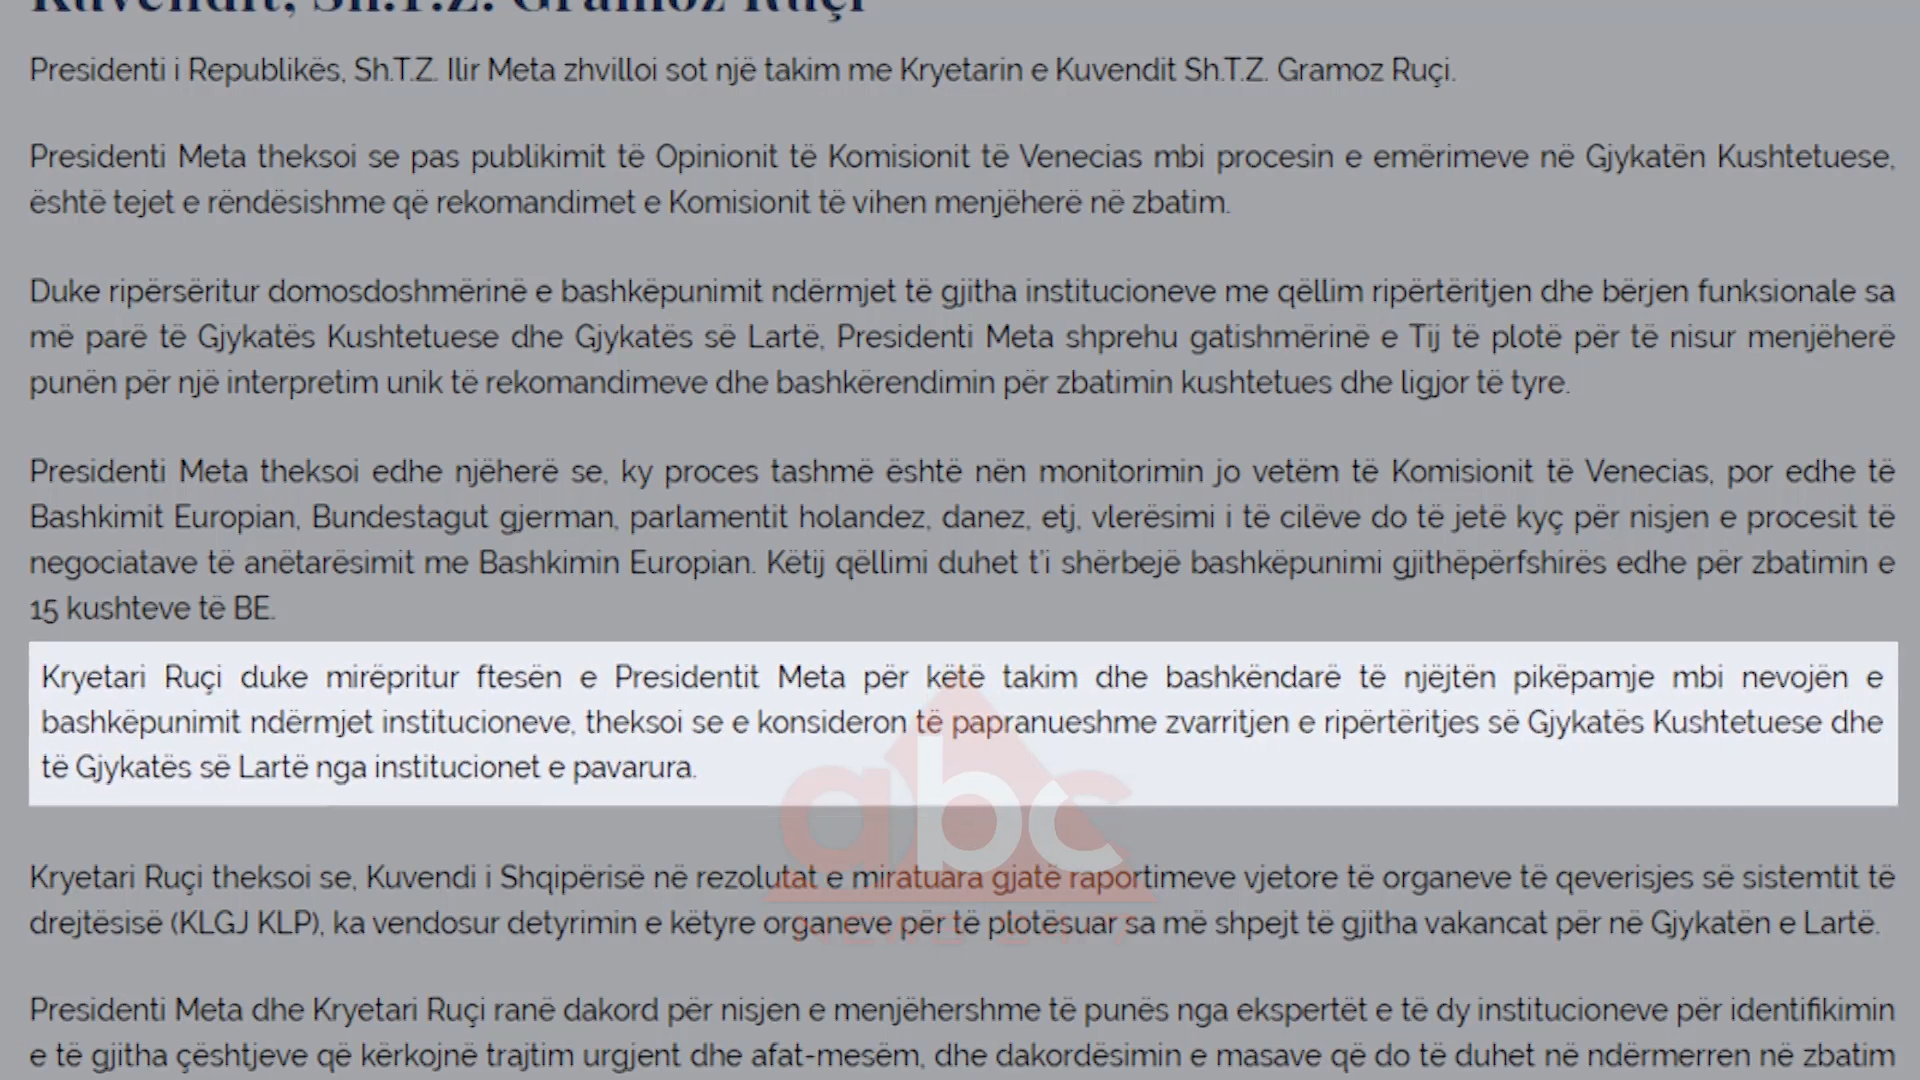 Kuvendit, Sh.T.Z. Gramoz Ruçi
Presidenti i Republikës, Sh.T.Z. Ilir Meta zhvilloi sot një takim me Kryetarin e Kuvendit Sh.T.Z. Gramoz Ruçi.
Presidenti Meta theksoi se pas publikimit të Opinionit të Komisionit të Venecias mbi procesin e emërimeve në Gjykatën Kushtetuese,
është tejet e rëndësishme që rekomandimet e Komisionit të vihen menjëherë në zbatim.
Duke ripërsëritur domosdoshmërinë e bashkëpunimit ndërmjet të gjitha institucioneve me qëllim ripërtëritjen dhe bërjen funksionale sa
më parë të Gjykatës Kushtetuese dhe Gjykatës së Lartë, Presidenti Meta shprehu gatishmërinë e Tij të plotë për të nisur menjëherë
punën për një interpretim unik të rekomandimeve dhe bashkërendimin për zbatimin kushtetues dhe ligjor të tyre.
Presidenti Meta theksoi edhe njëherë se, ky proces tashmë është nën monitorimin jo vetëm të Komisionit të Venecias, por edhe të
Bashkimit Europian, Bundestagut gjerman, parlamentit holandez, danez, etj, vlerësimi i të cilëve do të jetë kyç për nisjen e procesit të
negociatave të anëtarësimit me Bashkimin Europian. Këtij qëllimi duhet t'i shërbejë bashkëpunimi gjithëpërfshirës edhe për zbatimin e
15 kushteve të BE.
Kryetari Ruçi duke mirëpritur ftesën e Presidentit Meta për këtë takim dhe bashkëndarë të njëjtën pikëpamje mbi nevojën e
bashkëpunimit ndërmjet institucioneve, theksoi se e konsideron të papranueshme zvarritjen e ripërtëritjes së Gjykatës Kushtetuese dhe
të Gjykatës së Lartë nga institucionet e pavarura.
abc
NEWS 24/7
Kryetari Ruçi theksoi se, Kuvendi i Shqipërisë në rezolutat e miratuara gjatë raportimeve vjetore të organeve të qeverisjes së sistemtit të
drejtësisë (KLGJ KLP), ka vendosur detyrimin e këtyre organeve për të plotësuar sa më shpejt të gjitha vakancat për në Gjykatën e Lartë.
Presidenti Meta dhe Kryetari Ruçi ranë dakord për nisjen e menjëhershme të punës nga ekspertët e të dy institucioneve për identifikimin
e të gjitha çështjeve që kërkojnë trajtim urgjent dhe afat-mesëm, dhe dakordësimin e masave që do të duhet në ndërmerren në zbatim